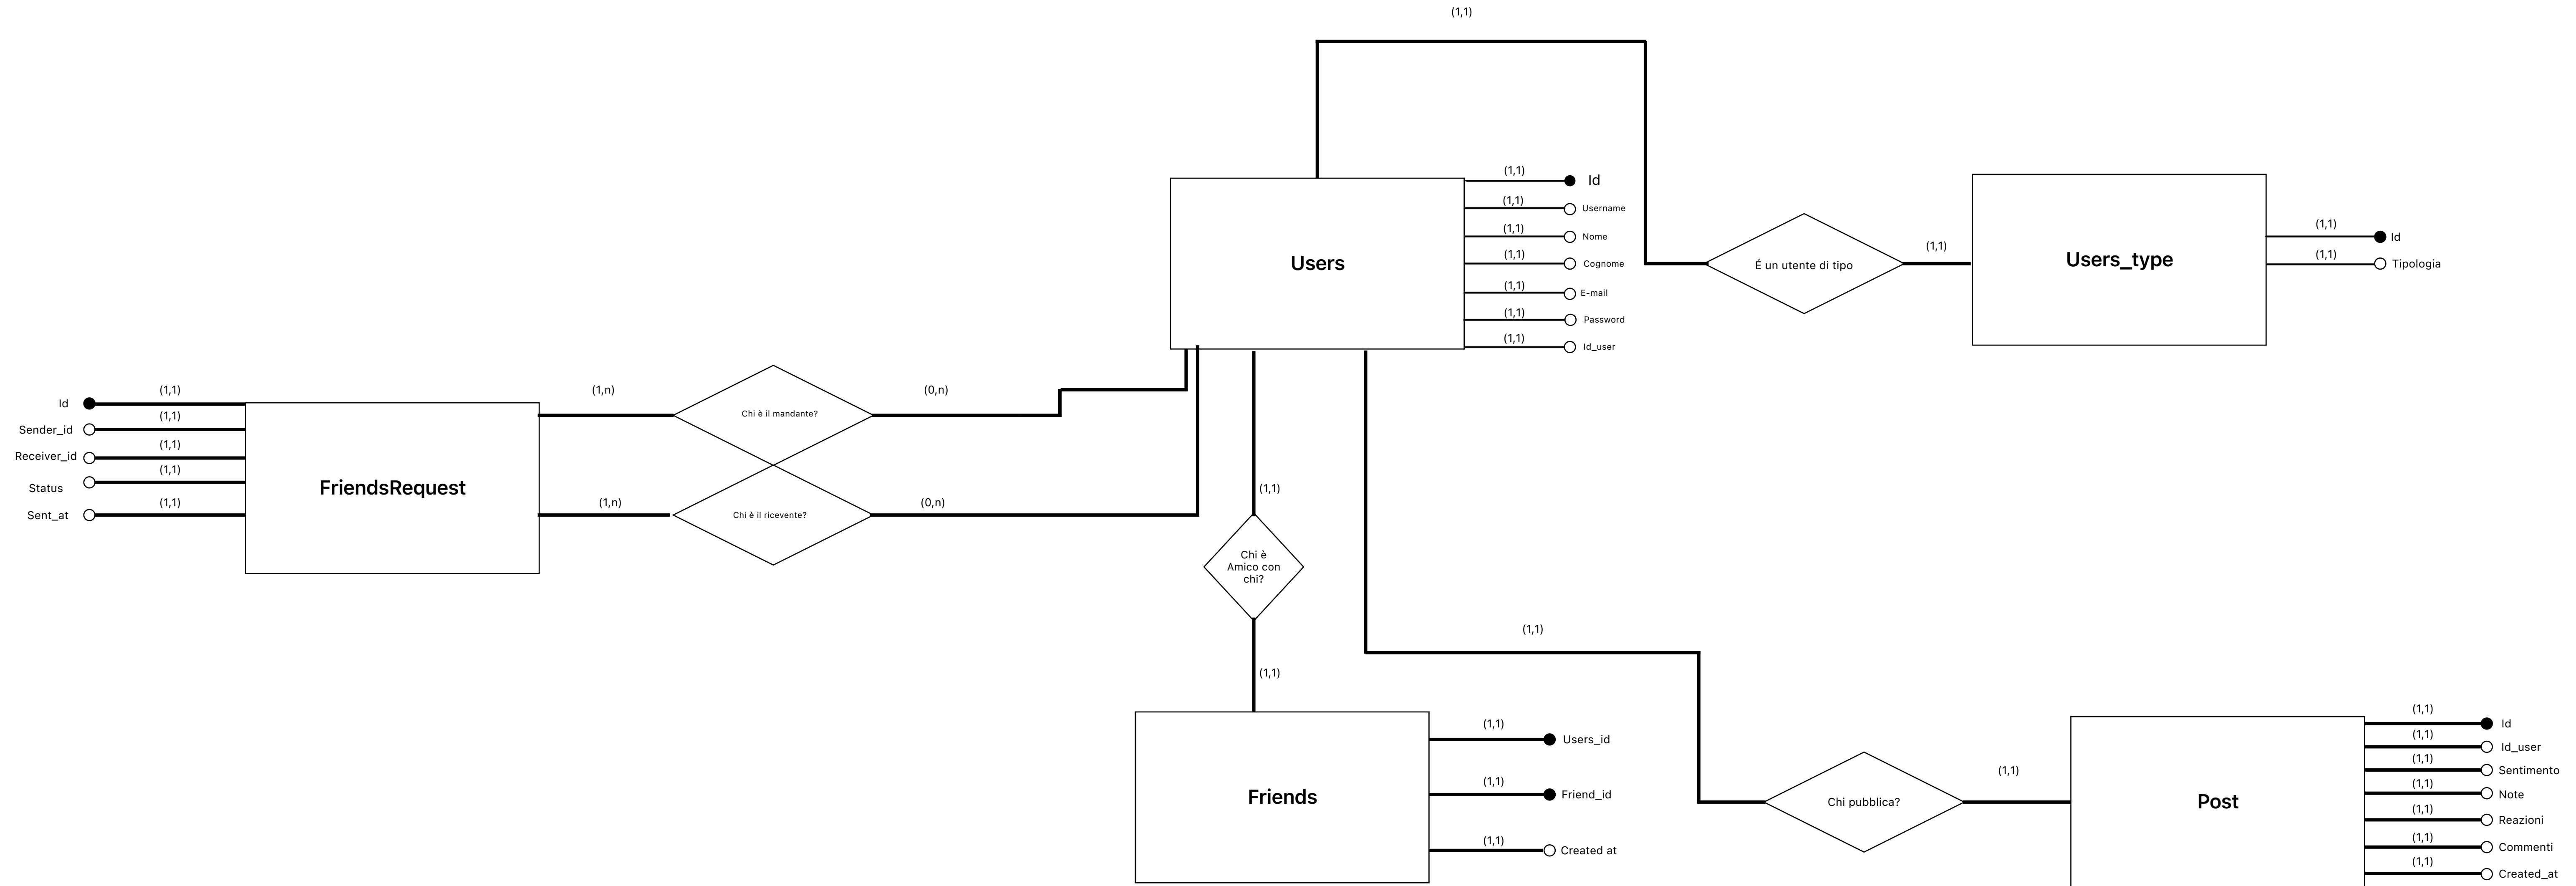 (1,1)
Users
(1,1)
Id
(1,1)
Username
(1,1)
Nome
(1,1)
Cognome
(1,1)
E-mail
(1,1)
Password
(1,1)
Id_user
É un utente di tipo
(1,1)
Users_type
(1,1)
Id
(1,1)
Tipologia
Id
(1,1)
Sender_id
(1,1)
Receiver_id
(1,1)
Status
(1,1)
Sent_at
(1,1)
FriendsRequest
(1,n)
Chi è il mandante?
(0,n)
(1,n)
Chi è il ricevente?
(0,n)
(1,1)
Chi è
Amico con
chi?
(1,1)
Friends
(1,1)
Users_id
(1,1)
Friend_id
(1,1)
Created at
(1,1)
Chi pubblica?
(1,1)
Post
(1,1)
Id
(1,1)
Id_user
(1,1)
Sentimento
(1,1)
Note
(1,1)
Reazioni
(1,1)
Commenti
(1,1)
Created_at